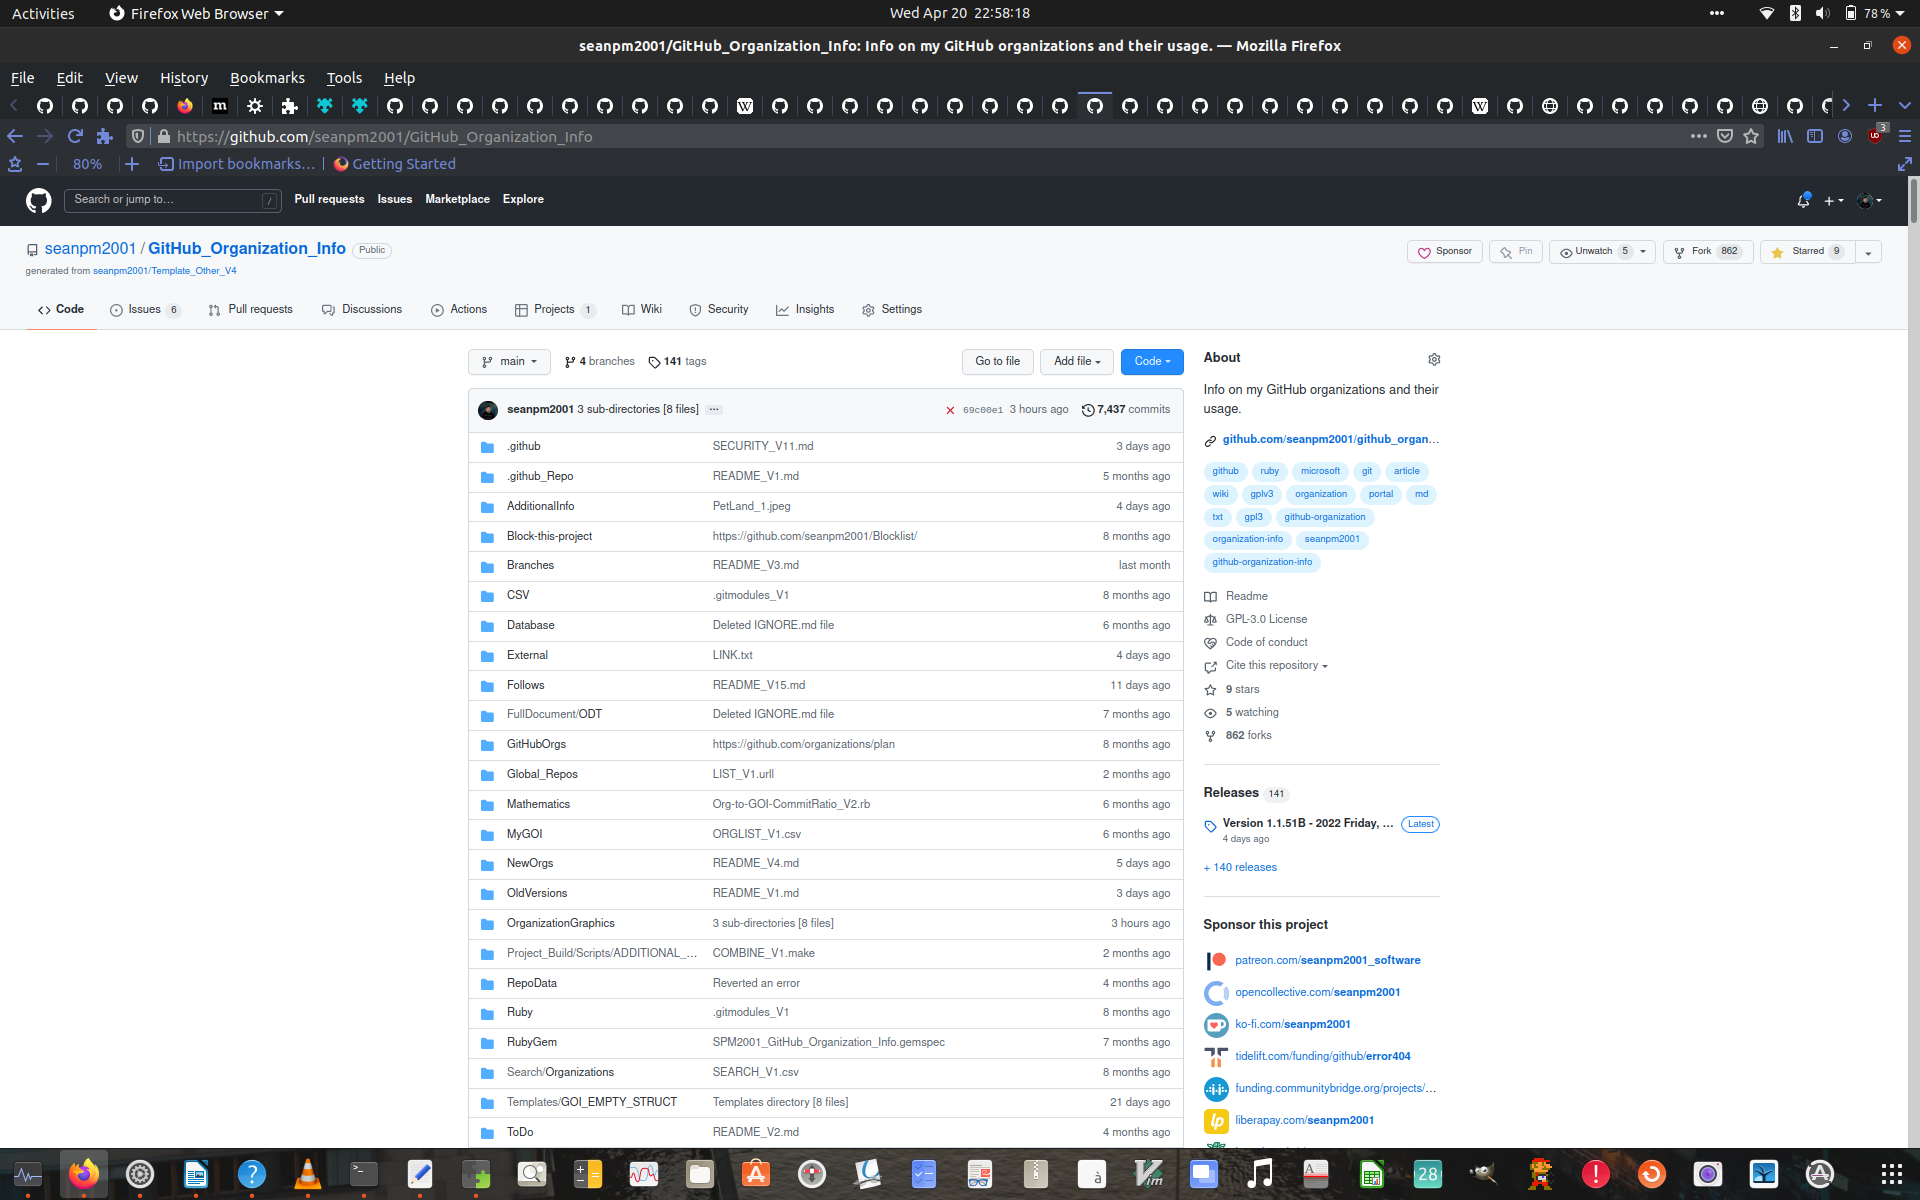 Activities Firefox Web Browser Wed Apr 20 22:58:18 78 %
seanpm2001/GitHub_Organization_Info: Info on my GitHub organizations and their usage. — Mozilla Firefox
File Edit View History Bookmarks Tools Help
https://github.com/seanpm2001/GitHub_Organization_Info 3
80% Import bookmarks... Getting Started
Search or jump to... / Pull requests Issues Marketplace Explore
seanpm2001 / GitHub_Organization_Info Public Sponsor Pin Unwatch 5 Fork 862 Starred 9
generated from seanpm2001/Template_Other_V4
Code Issues 6 Pull requests Discussions Actions Projects 1 Wiki Security Insights Settings
main 4 branches 141 tags Go to file Add file Code
seanpm2001 3 sub-directories [8 files] ... 69c00e1 3 hours ago 7,437 commits
.github SECURITY_V11.md 3 days ago
.github_Repo README_V1.md 5 months ago
AdditionalInfo PetLand_1.jpeg 4 days ago
Block-this-project https://github.com/seanpm2001/Blocklist/ 8 months ago
Branches README_V3.md last month
CSV .gitmodules_V1 8 months ago
Database Deleted IGNORE.md file 6 months ago
External LINK.txt 4 days ago
Follows README_V15.md 11 days ago
FullDocument/ODT Deleted IGNORE.md file 7 months ago
GitHubOrgs https://github.com/organizations/plan 8 months ago
Global_Repos LIST_V1.urll 2 months ago
Mathematics Org-to-GOI-CommitRatio_V2.rb 6 months ago
MyGOI ORGLIST_V1.csv 6 months ago
NewOrgs README_V4.md 5 days ago
OldVersions README_V1.md 3 days ago
OrganizationGraphics 3 sub-directories [8 files] 3 hours ago
Project_Build/Scripts/ADDITIONAL_... COMBINE_V1.make 2 months ago
RepoData Reverted an error 4 months ago
Ruby .gitmodules_V1 8 months ago
RubyGem SPM2001_GitHub_Organization_Info.gemspec 7 months ago
Search/Organizations SEARCH_V1.csv 8 months ago
Templates/GOI_EMPTY_STRUCT Templates directory [8 files] 21 days ago
ToDo README_V2.md 4 months ago
About
Info on my GitHub organizations and their
usage.
github.com/seanpm2001/github_organ...
github ruby microsoft git article
wiki gplv3 organization portal md
txt gpl3 github-organization
organization-info seanpm2001
github-organization-info
Readme
GPL-3.0 License
Code of conduct
Cite this repository
9 stars
5 watching
862 forks
Releases 141
Version 1.1.51B - 2022 Friday, ... Latest
4 days ago
+ 140 releases
Sponsor this project
patreon.com/seanpm2001_software
opencollective.com/seanpm2001
ko-fi.com/seanpm2001
tidelift.com/funding/github/error404
funding.communitybridge.org/projects/...
liberapay.com/seanpm2001
28